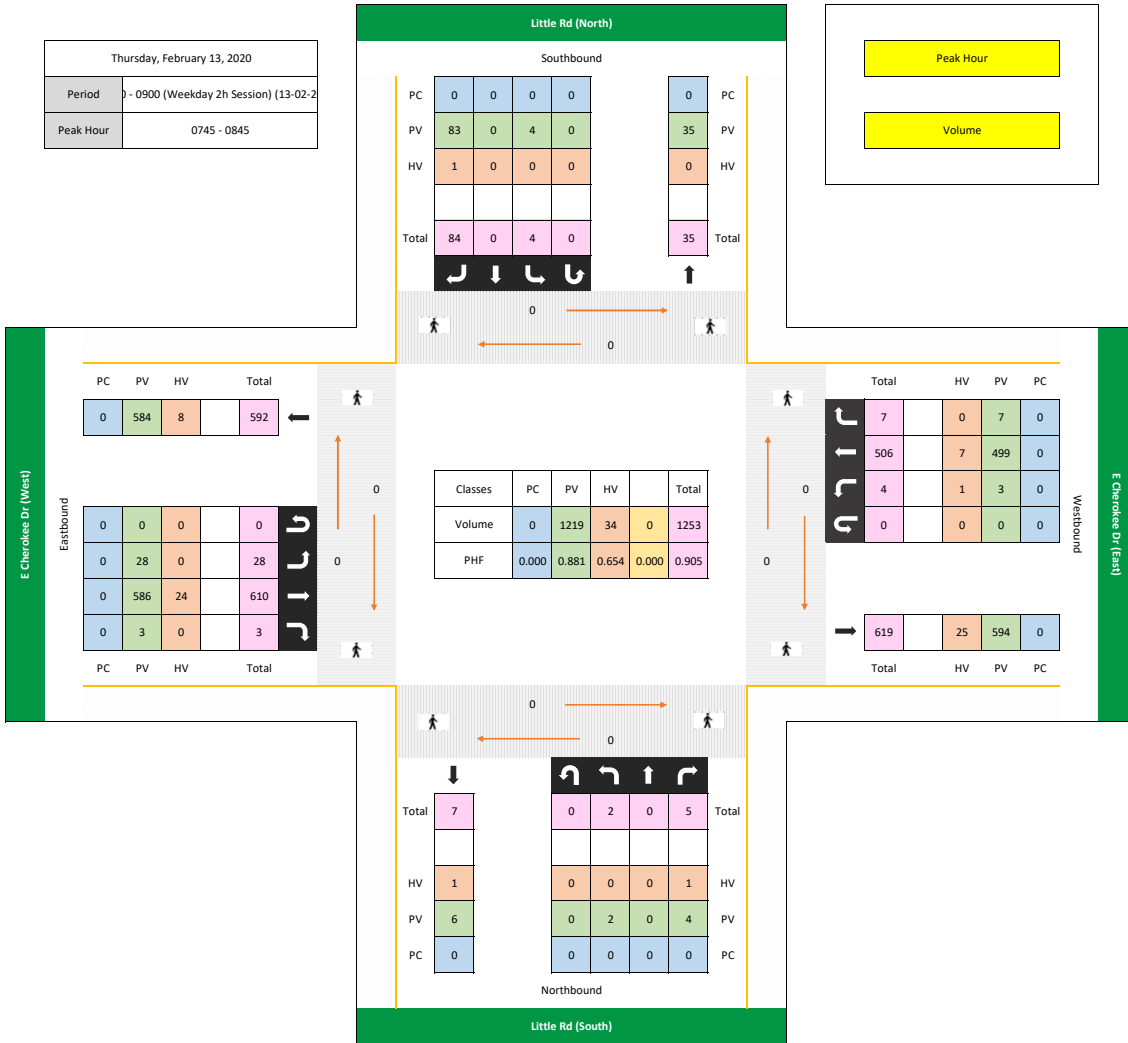 Little Rd (North)
Southbound
Thursday, February 13, 2020
Period - 0900 (Weekday 2h Session) (13-02-2
Peak Hour 0745 - 0845
Peak Hour
Volume
PC 0 0 0 0 0 PC
PV 83 0 4 0 35 PV
HV 1 0 0 0 0 HV
Total 84 0 4 0 35 Total
0
0
E Cherokee Dr (West)
Eastbound
PC PV HV Total
0 584 8 592
0 0 0 0
0 28 0 28
0 586 24 610
0 3 0 3
PC PV HV Total
0
0
Classes PC PV HV Total
Volume 0 1219 34 0 1253
PHF 0.000 0.881 0.654 0.000 0.905
0
0
Total HV PV PC
7 0 7 0
506 7 499 0
4 1 3 0
0 0 0 0
619 25 594 0
Total HV PV PC
Westbound
E Cherokee Dr (East)
0
0
Total 7 0 2 0 5 Total
HV 1 0 0 0 1 HV
PV 6 0 2 0 4 PV
PC 0 0 0 0 0 PC
Northbound
Little Rd (South)